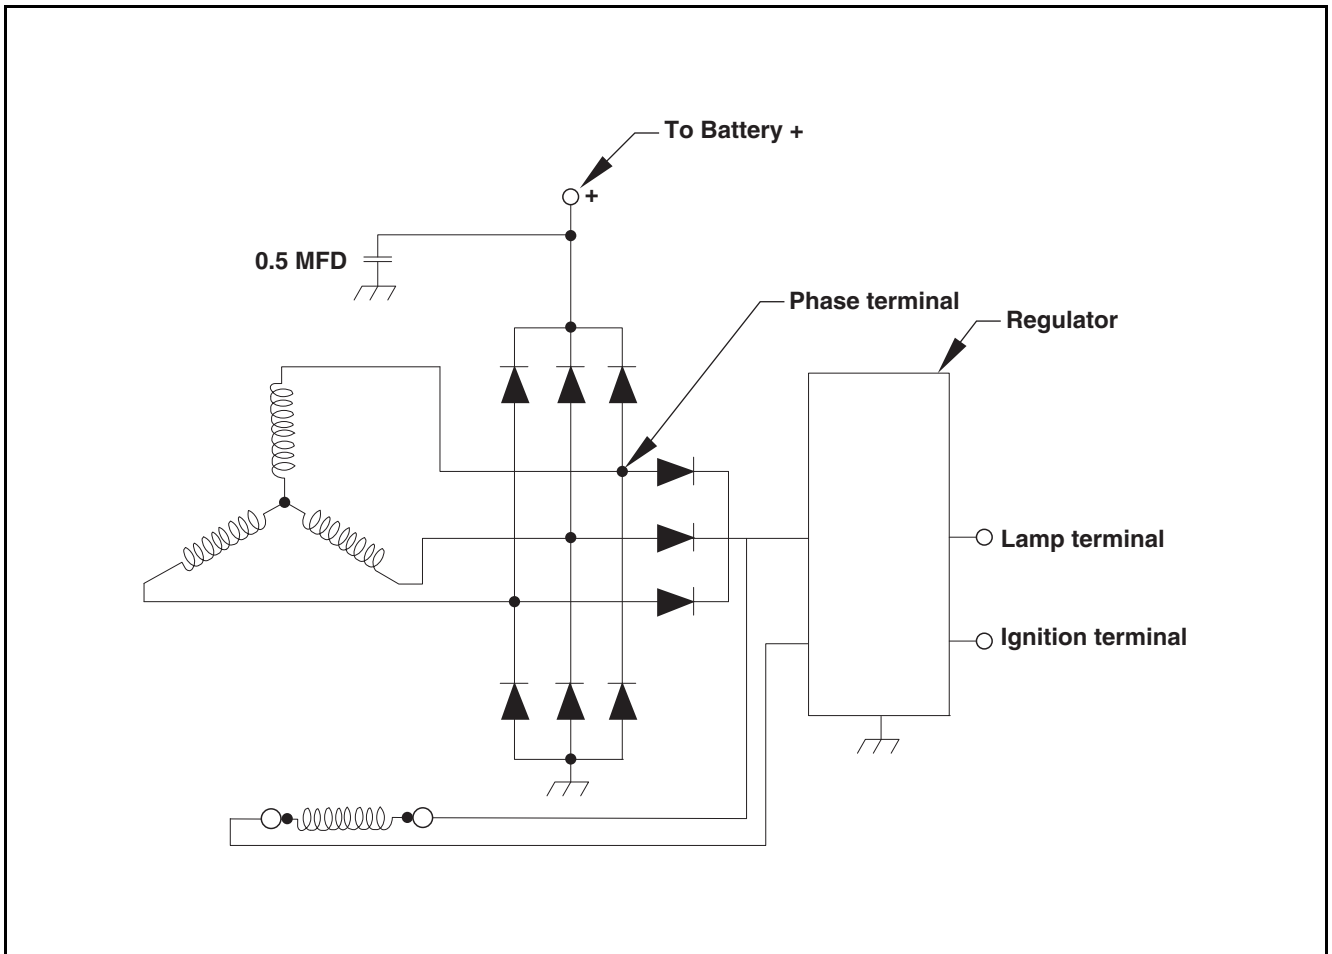 To Battery +
+
0.5 MFD
Phase terminal
Regulator
Lamp terminal
Ignition terminal